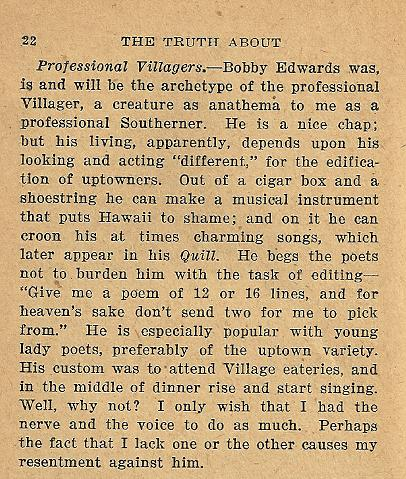 22 THE TRUTH ABOUT
Professional Villagers.—Bobby Edwards was,
is and will be the archetype of the professional
Villager, a creature as anathema to me as a
professional Southerner. He is a nice chap;
but his living, apparently, depends upon his
looking and acting "different," for the edifica-
tion of uptowners. Out of a cigar box and a
shoestring he can make a musical instrument
that puts Hawaii to shame; and on it he can
croon his at times charming songs, which
later appear in his Quill. He begs the poets
not to burden him with the task of editing—
"Give me a poem of 12 or 16 lines, and for
heaven's sake don't send two for me to pick
from." He is especially popular with young
lady poets, preferably of the uptown variety.
His custom was to attend Village eateries, and
in the middle of dinner rise and start singing.
Well, why not? I only wish that I had the
nerve and the voice to do as much. Perhaps
the fact that I lack one or the other causes my
resentment against him.